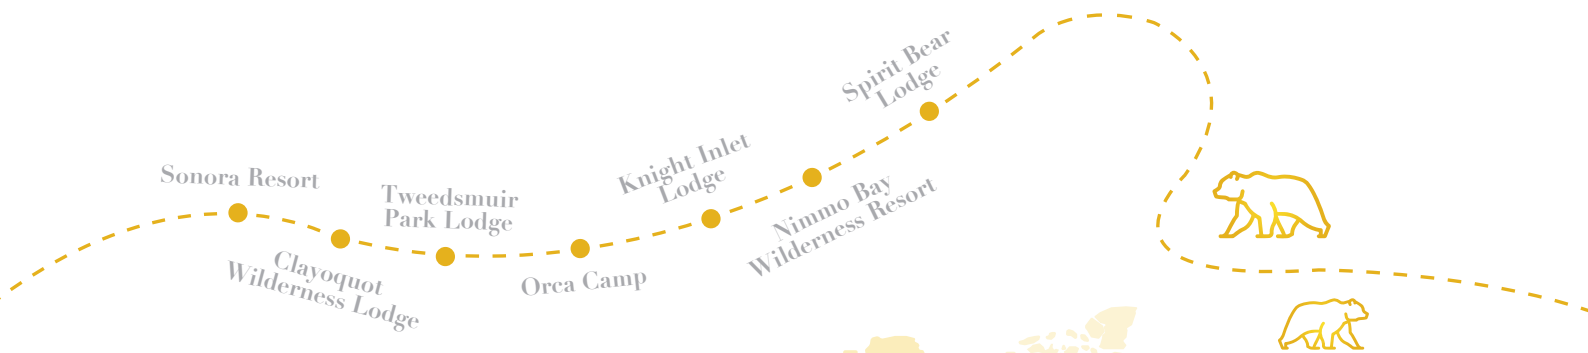 Sonora Resort
Clayoquot
Wilderness Lodge
Tweedsmuir
Park Lodge
Orca Camp
Knight Inlet
Lodge
Nimmo Bay
Wilderness Resort
Spirit Bear
Lodge